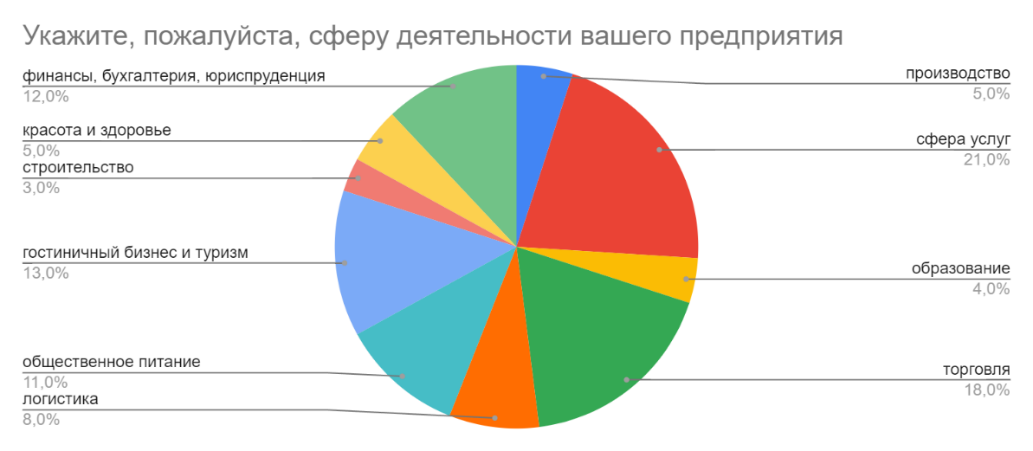 Укажите, пожалуйста, сферу деятельности вашего предприятия
финансы, бухгалтерия, юриспруденция
12,0%
красота и здоровье
5,0%
строительство
3,0%
гостиничный бизнес и туризм
13,0%
общественное питание
11,0%
логистика
8,0%
производство
5,0%
сфера услуг
21,0%
образование
4,0%
торговля
18,0%